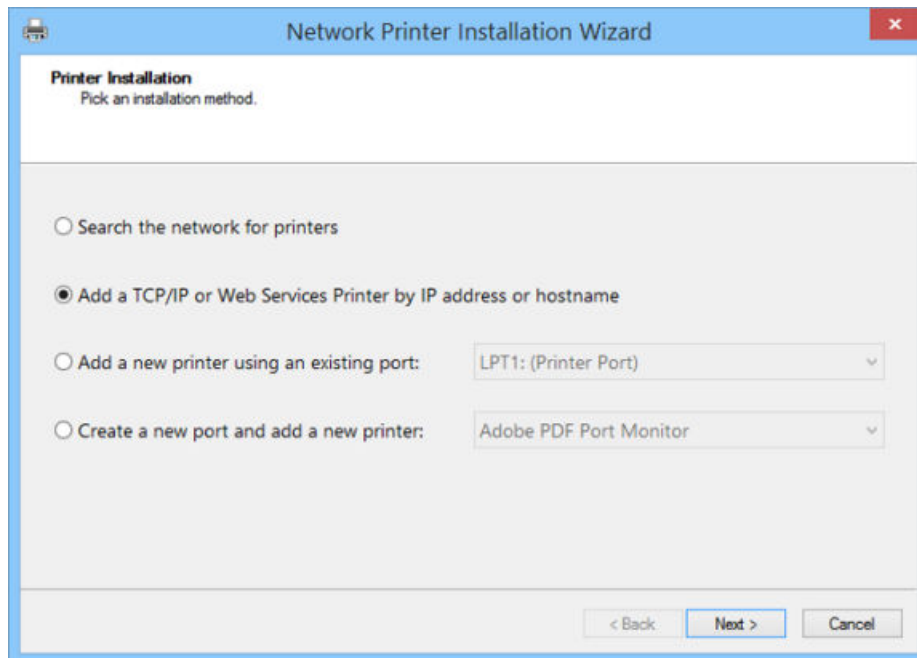 Network Printer Installation Wizard
Printer Installation
Pick an installation method.
Search the network for printers
Add a TCP/IP or Web Services Printer by IP address or hostname
Add a new printer using an existing port: LPT1: (Printer Port)
Create a new port and add a new printer: Adobe PDF Port Monitor
< Back Next > Cancel